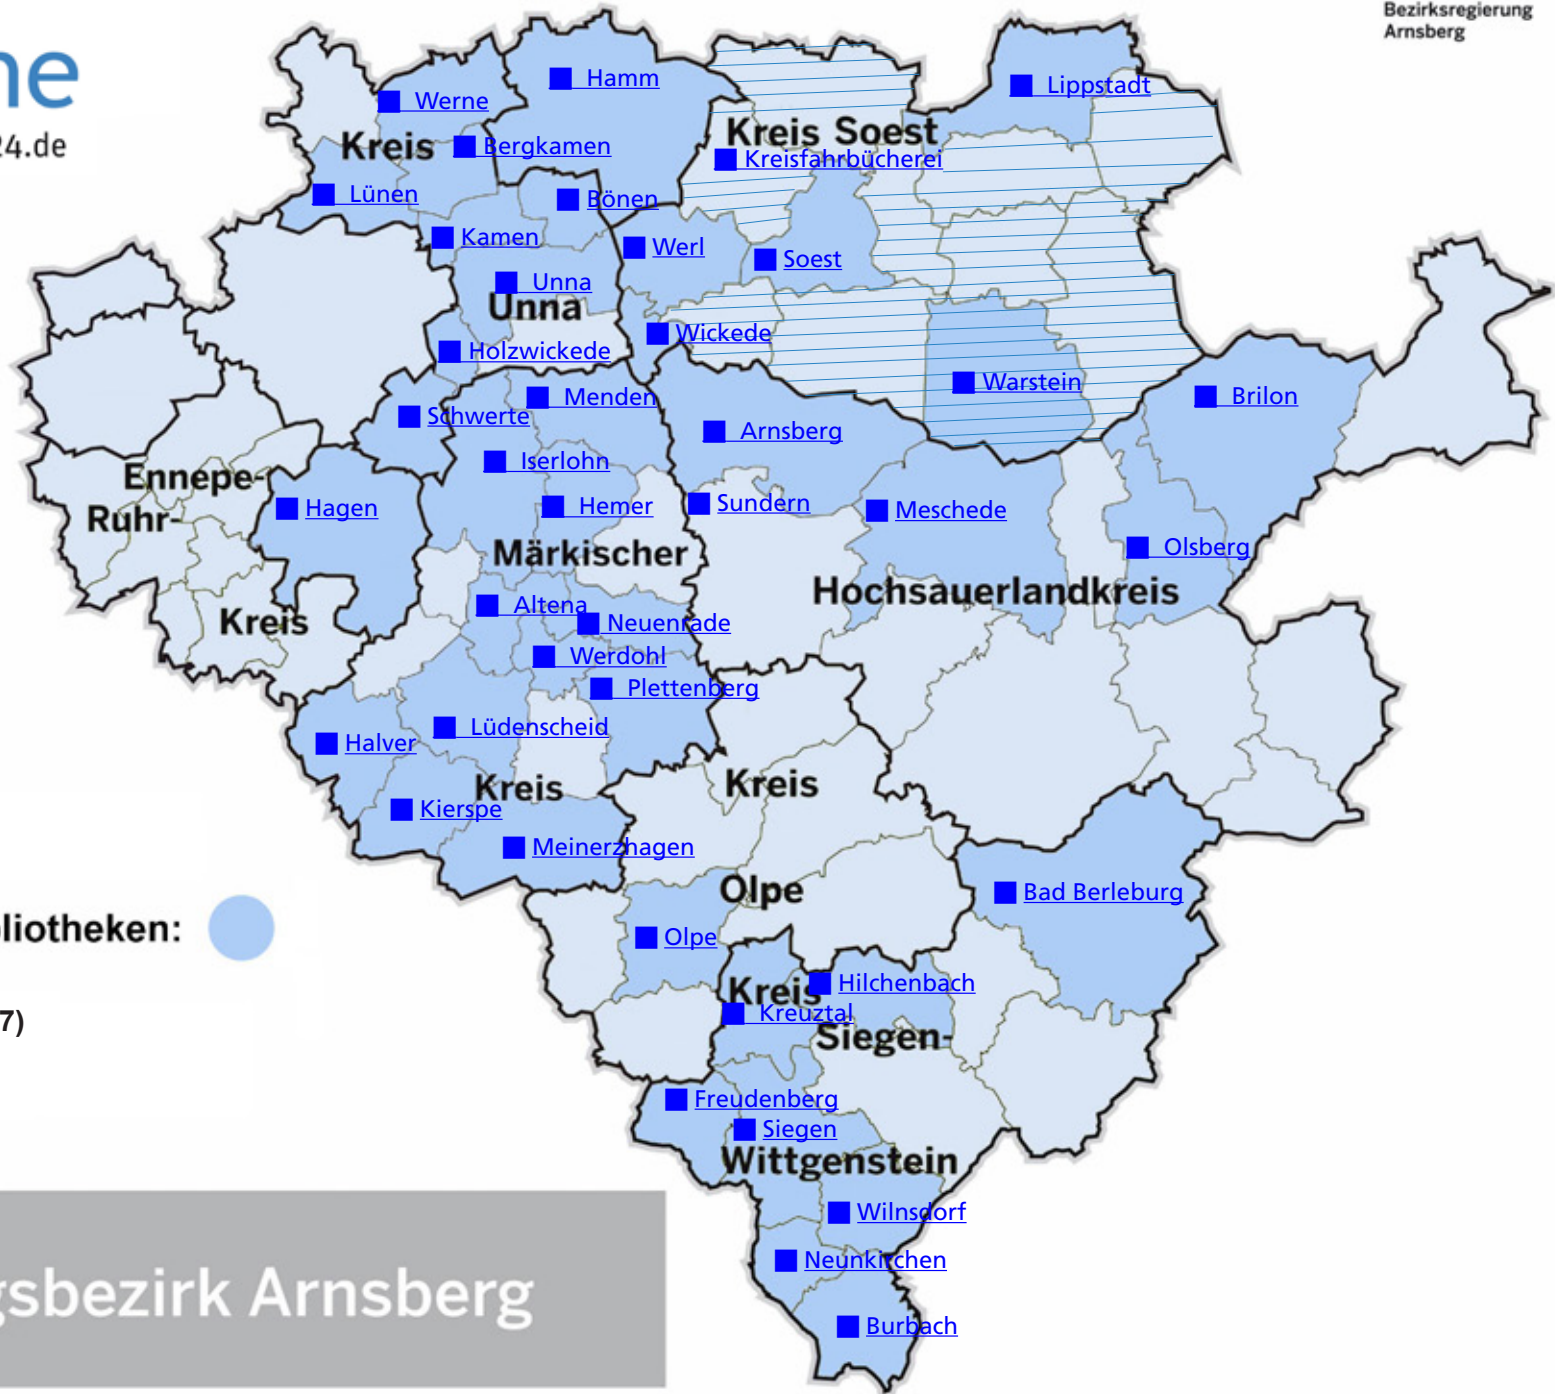 Bezirksregierung
Arnsberg
ne
24.de
Hamm
Werne
Lippstadt
Kreis Soest
Kreis
Bergkamen
Kreisfahrbücherei
Lünen
Bönen
Kamen
Werl
Soest
Unna
Unna
Wickede
Holzwickede
Warstein
Menden
Brilon
Schwerte
Arnsberg
Iserlohn
Ennepe-
Hagen
Hemer
Sundern
Meschede
Ruhr-
Olsberg
Märkischer
Hochsauerlandkreis
Altena
Kreis
Neuenrade
Werdohl
Plettenberg
Lüdenscheid
Halver
Kreis
Kreis
Kierspe
Meinerzhagen
Olpe
Bad Berleburg
liotheken:
Olpe
Hilchenbach
Kreis
Kreuztal
7)
Siegen-
Freudenberg
Siegen
Wittgenstein
Wilnsdorf
Neunkirchen
gsbezirk Arnsberg
Burbach